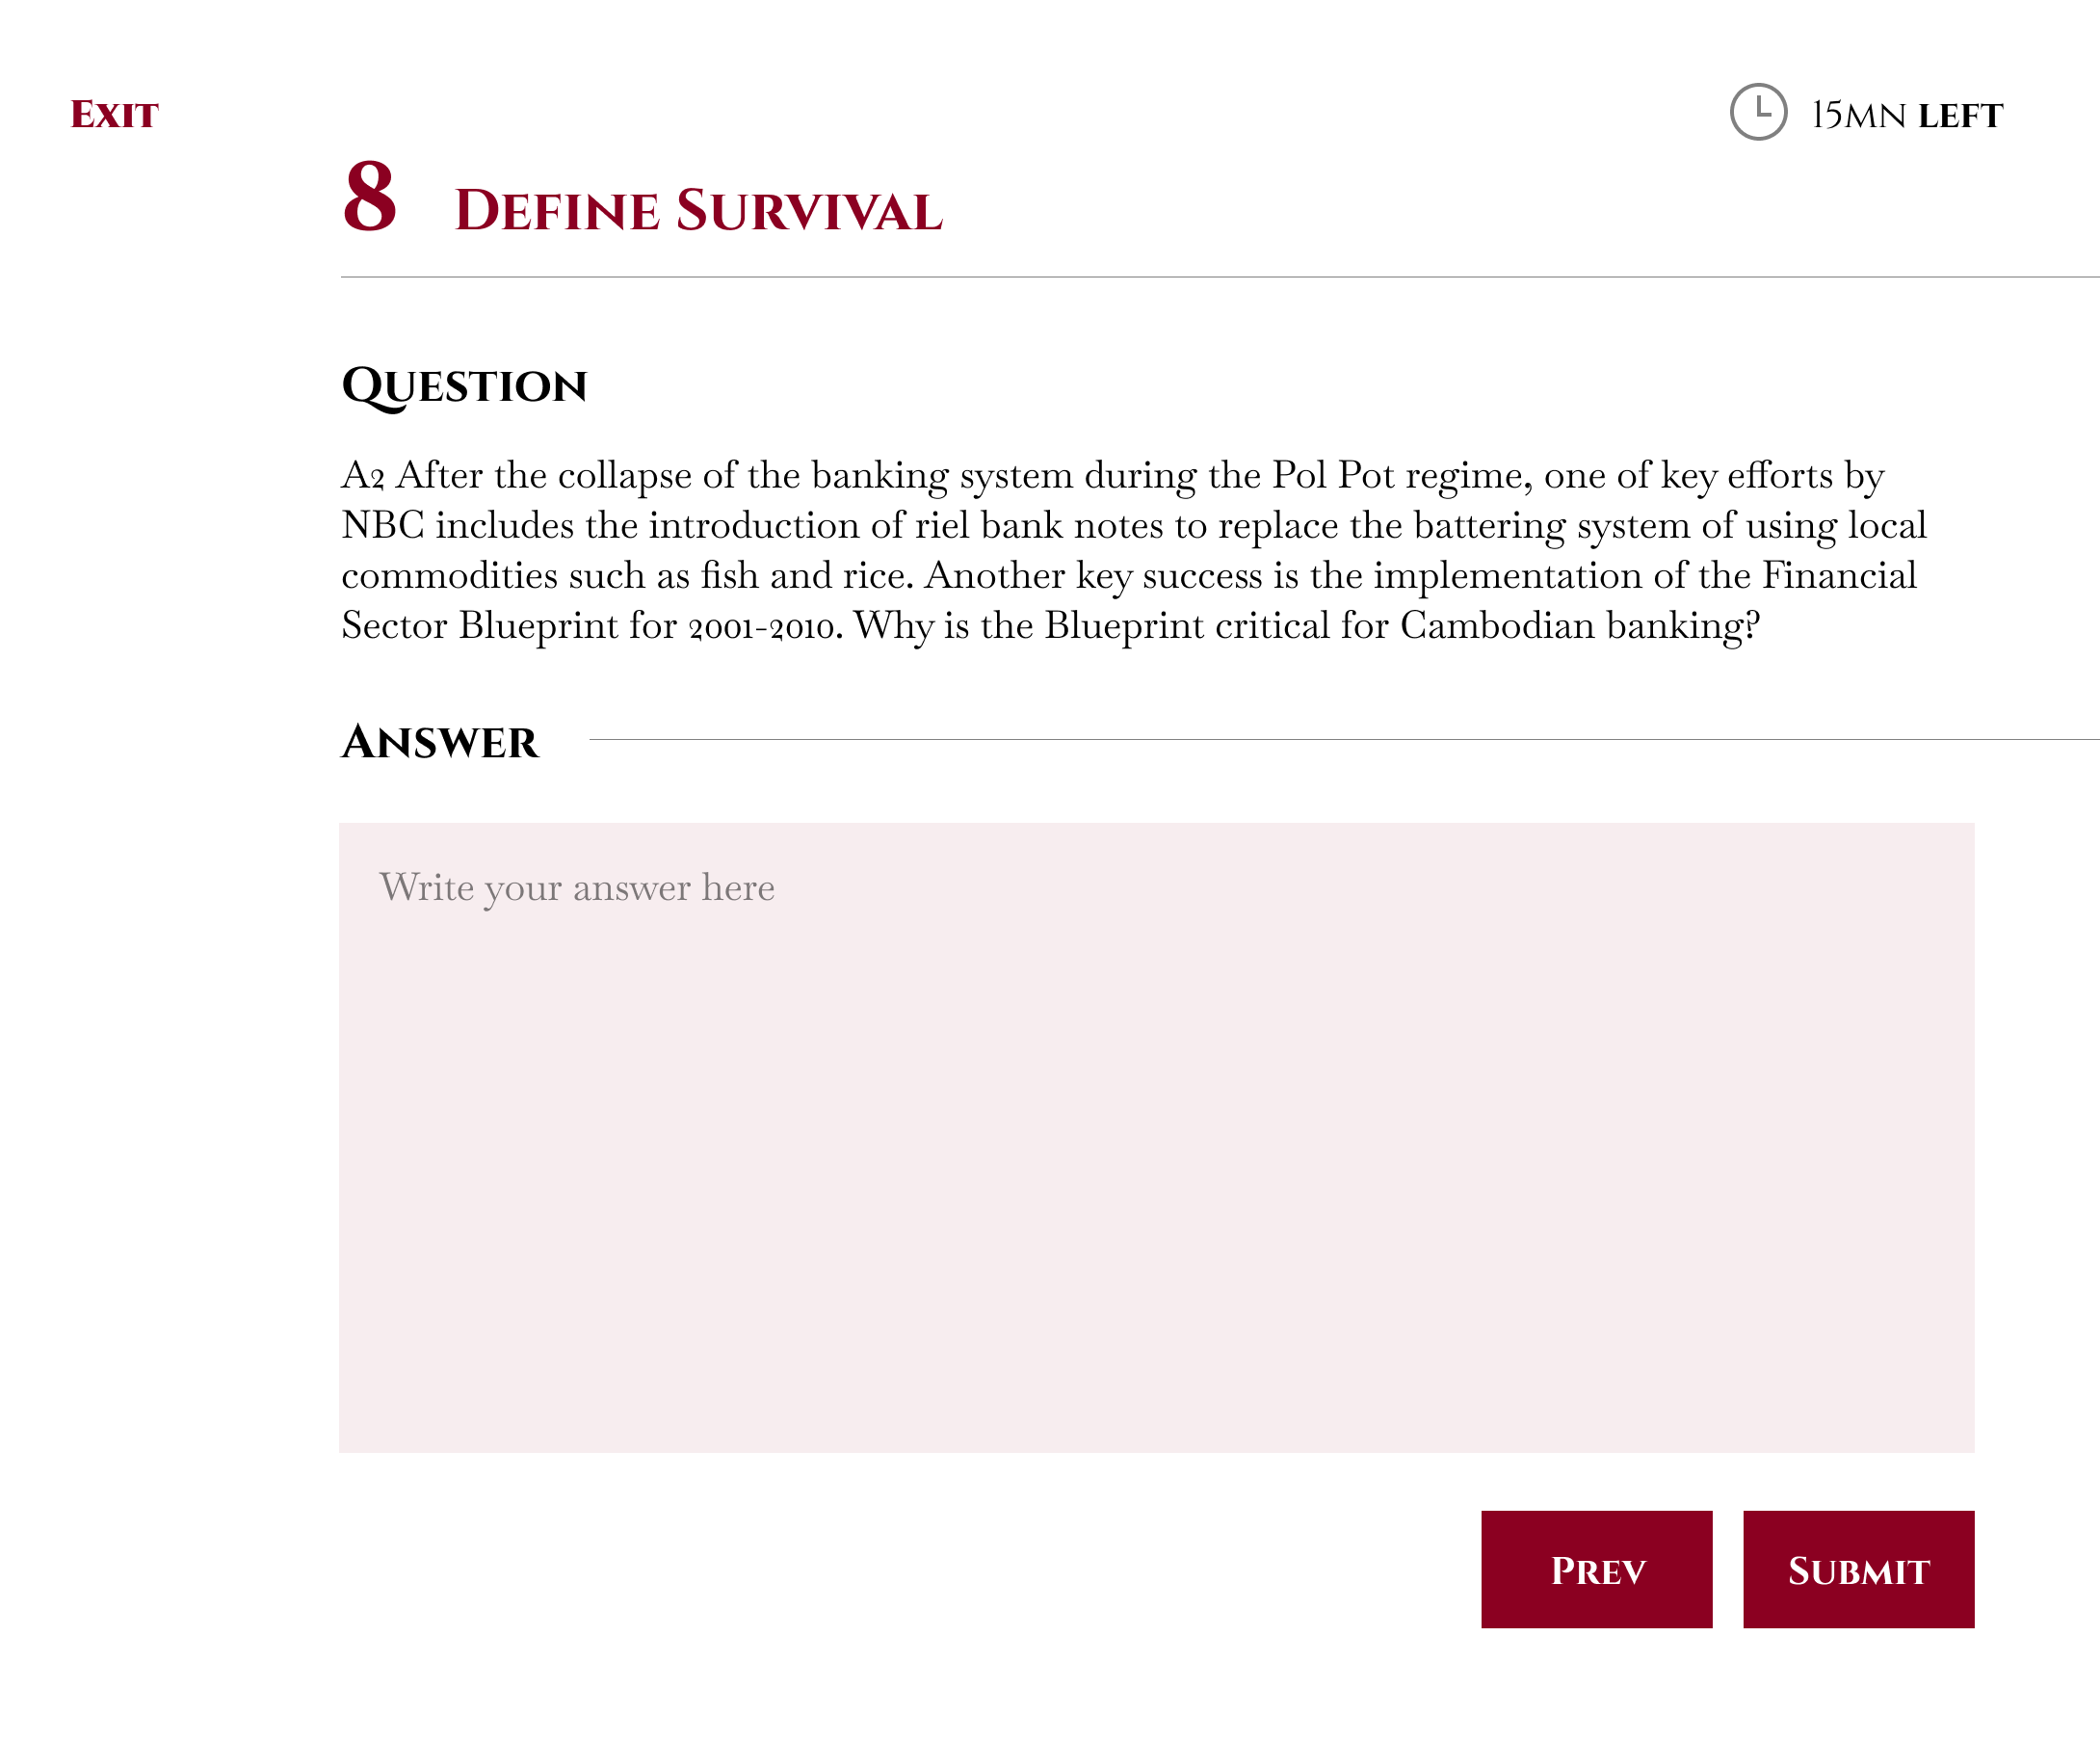 Exit
15mn left
8 Define Survival
Question
A2 After the collapse of the banking system during the Pol Pot regime, one of key efforts by
NBC includes the introduction of riel bank notes to replace the battering system of using local
commodities such as fish and rice. Another key success is the implementation of the Financial
Sector Blueprint for 2001-2010. Why is the Blueprint critical for Cambodian banking?
Answer
Write your answer here
Prev
Submit